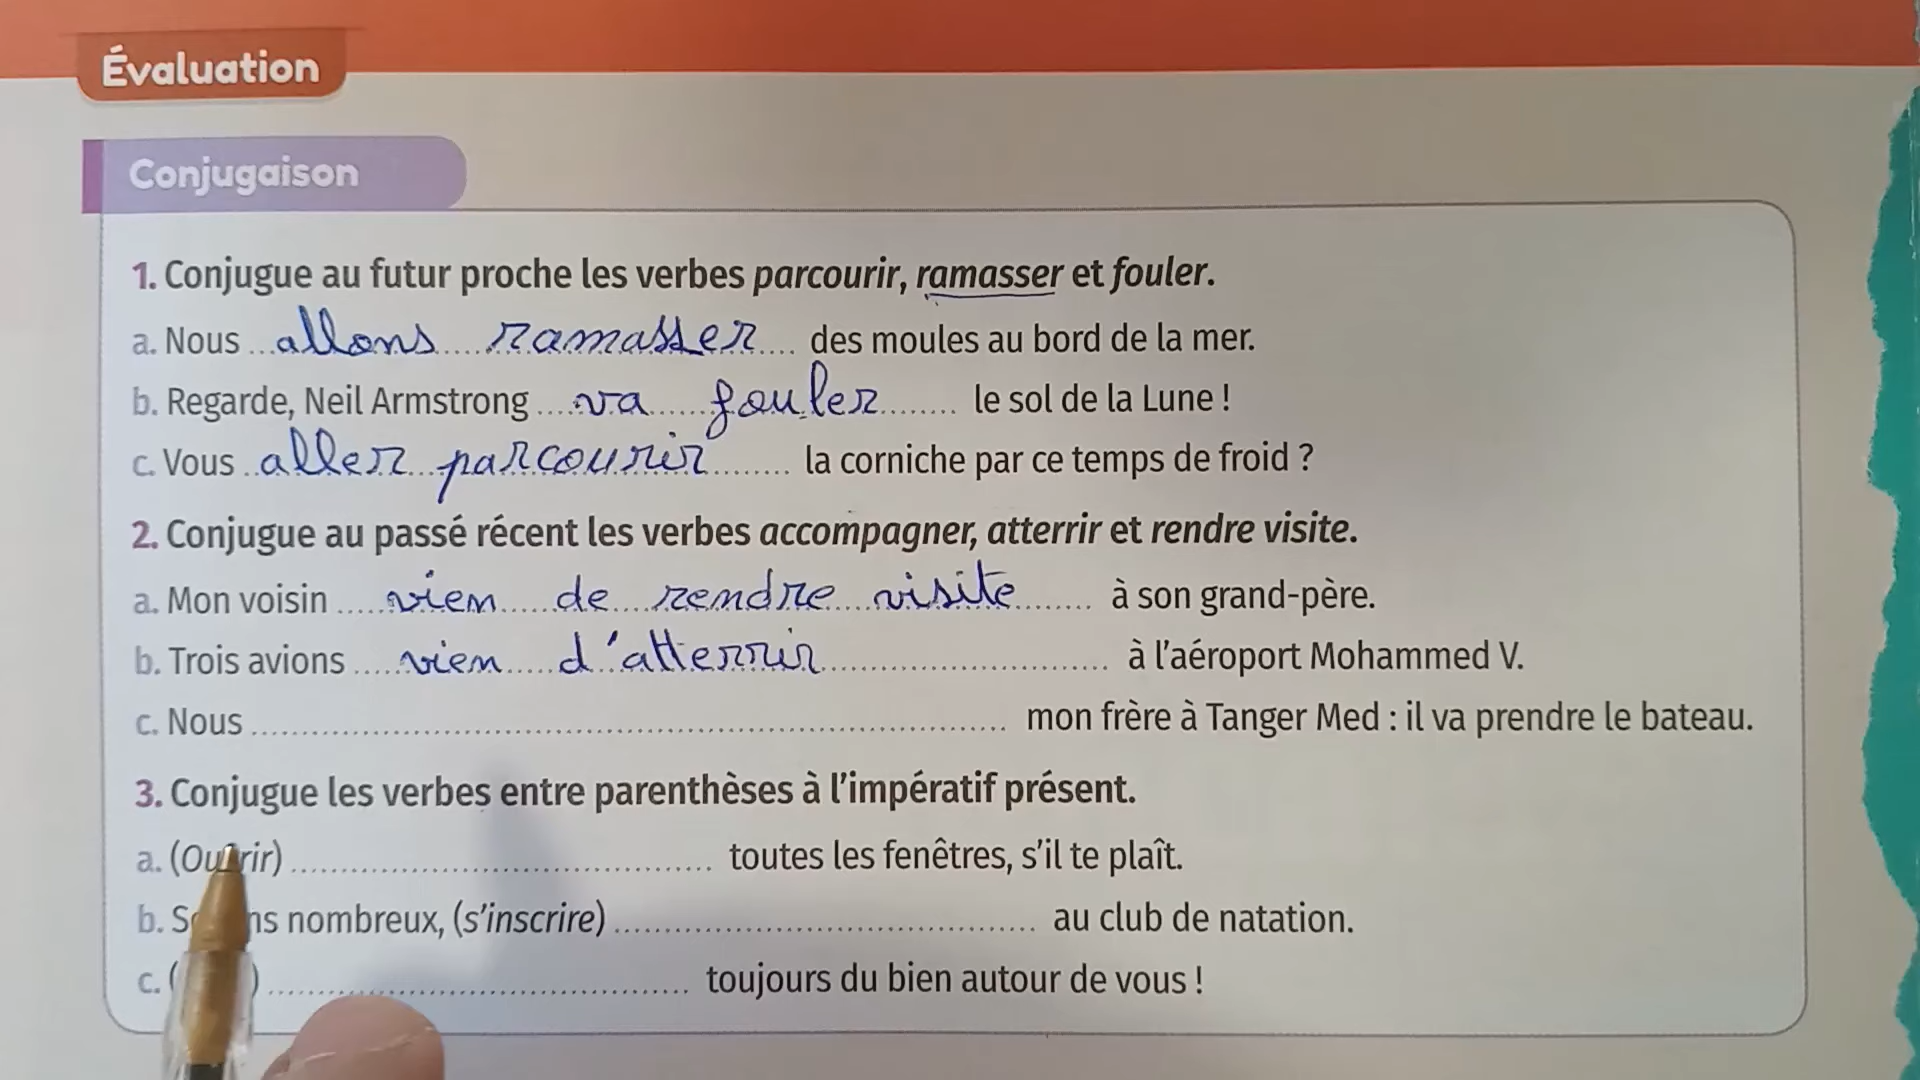 Évaluation
Conjugaison
1. Conjugue au futur proche les verbes parcourir, ramasser et fouler.
a. Nous ... allons ..... ramasser .... des moules au bord de la mer.
b. Regarde, Neil Armstrong .... va ...... fouler ........ le sol de la Lune !
c. Vous .. aller ... parcourir ........ la corniche par ce temps de froid ?
2. Conjugue au passé récent les verbes accompagner, atterrir et rendre visite.
a. Mon voisin ..... vien ..... de .... rendre .... visite ........ à son grand-père.
b. Trois avions .... vien ..... d'atterrir .............................. à l'aéroport Mohammed V.
c. Nous ................................................................................ mon frère à Tanger Med : il va prendre le bateau.
3. Conjugue les verbes entre parenthèses à l'impératif présent.
a. ............................................. toutes les fenêtres, s'il te plaît.
b. nombreux, (s'inscrire) ............................................. au club de natation.
c. ............................................. toujours du bien autour de vous !